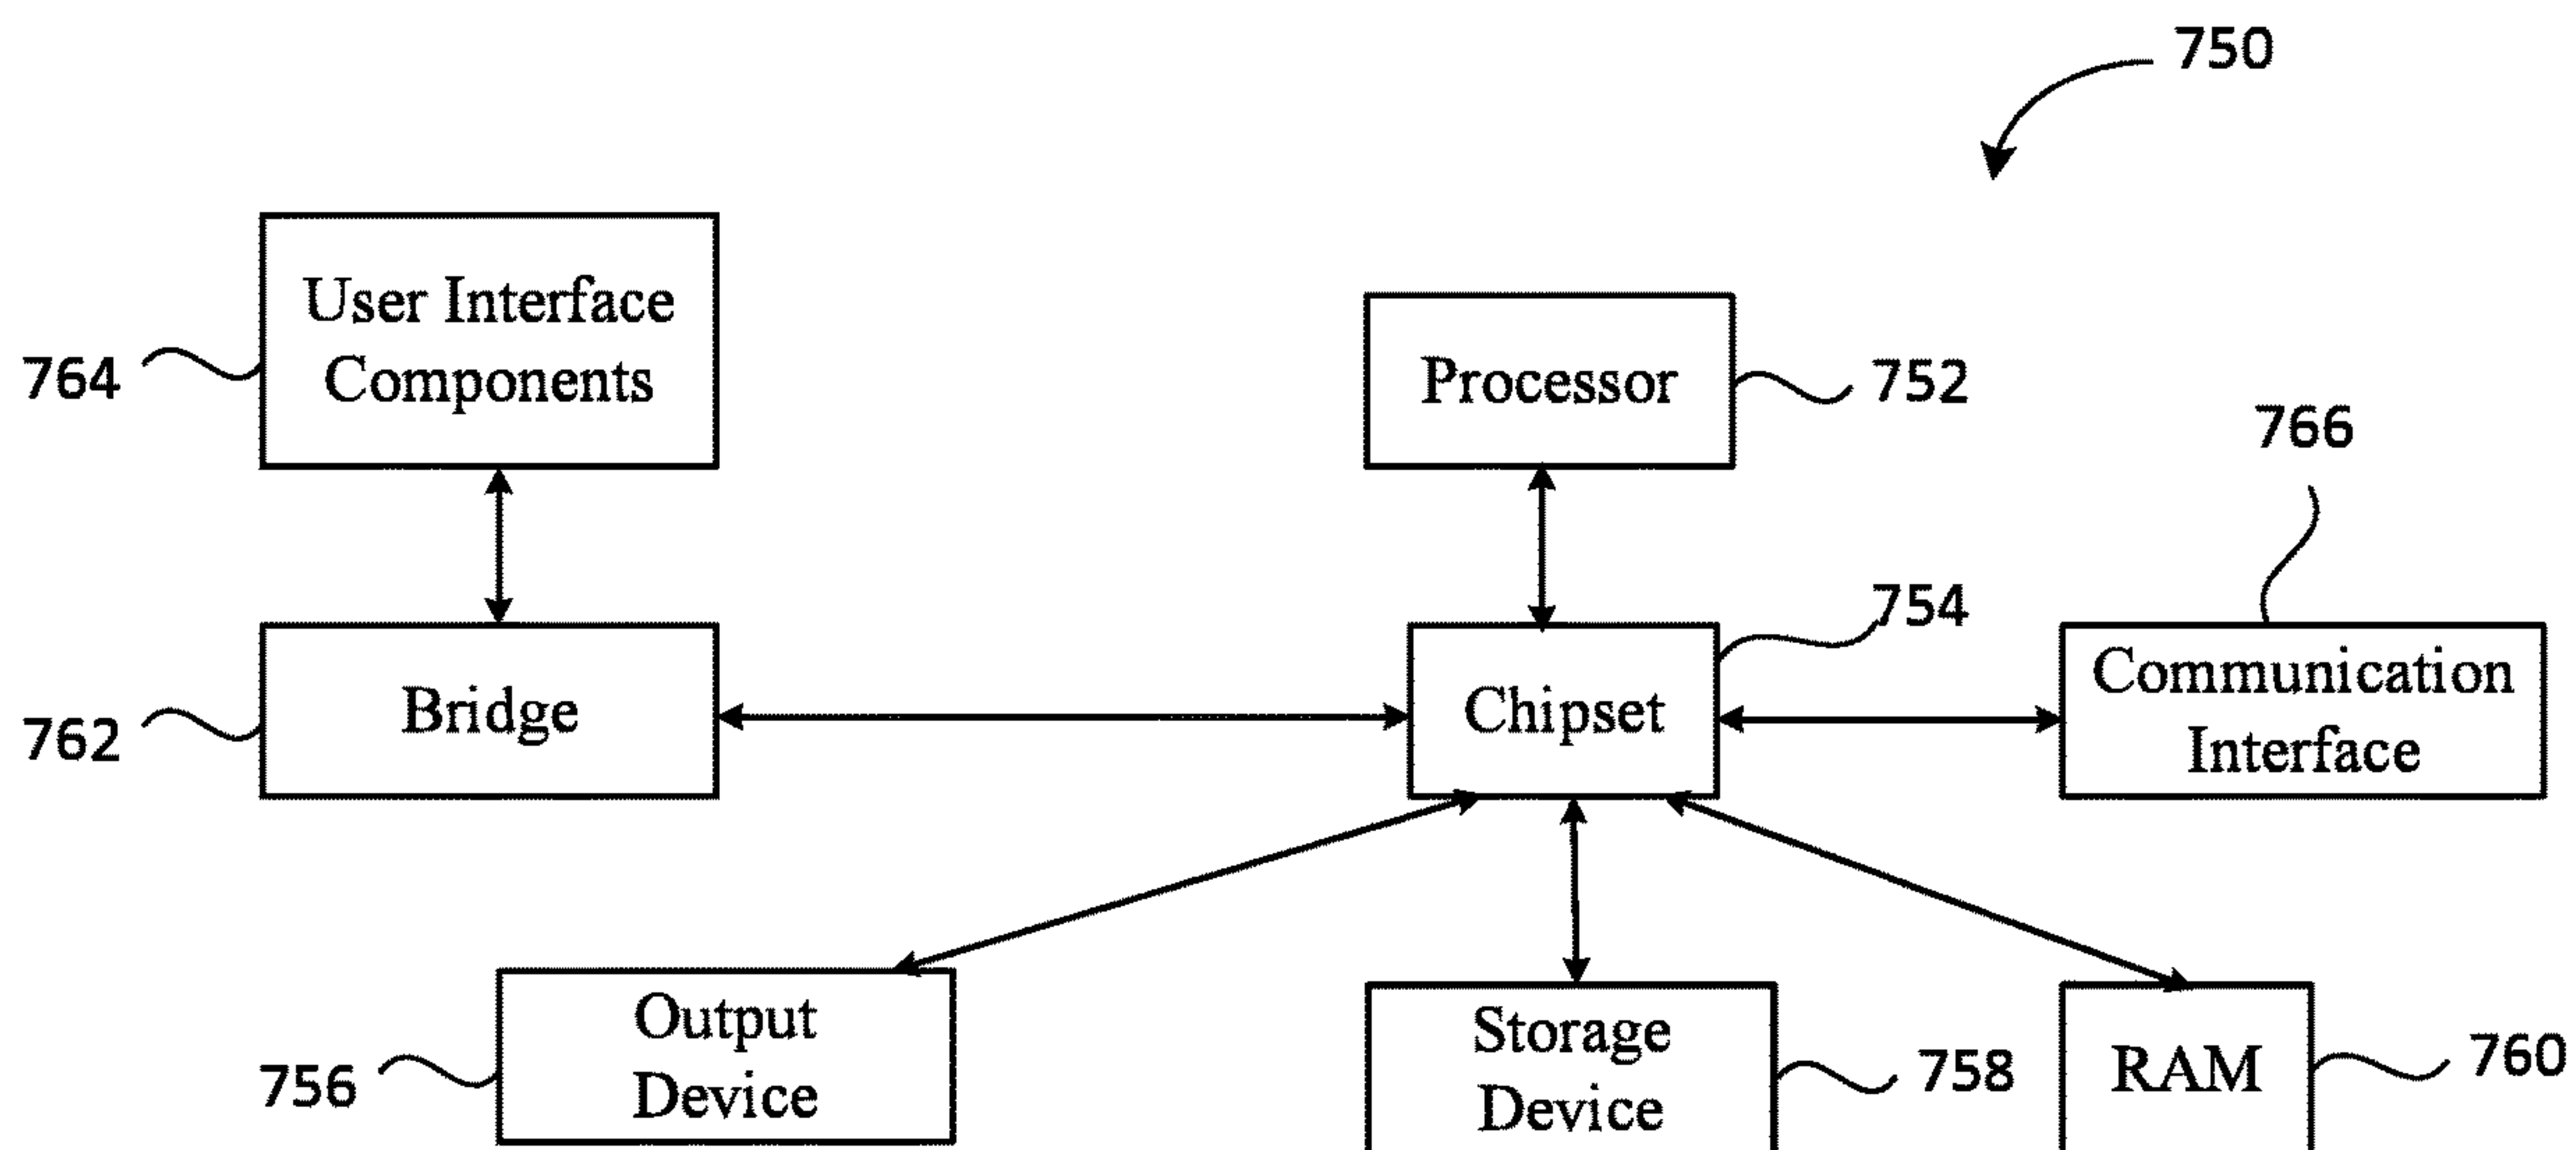 750
User Interface
Components
764
Processor
752
766
754
Communication
Interface
Chipset
Bridge
762
Output
Device
756
Storage
Device
758
RAM
760